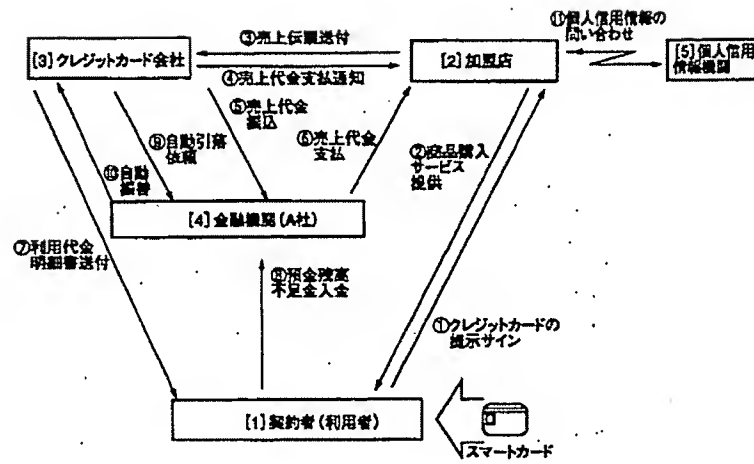 ③売上伝票送付
⑪個人信用情報の
問い合わせ
[3]クレジットカード会社
[2]加盟店
[5]個人信用
情報機関
④売上代金支払通知
⑤売上代金
振込
⑨自動引落
依頼
⑥売上代金
支払
②商品購入
サービス
提供
⑩自動
振替
[4]金融機関(A社)
⑦利用代金
明細書送付
⑧預金残高
不足金入金
①クレジットカードの
提示サイン
[1]契約者(利用者)
スマートカード